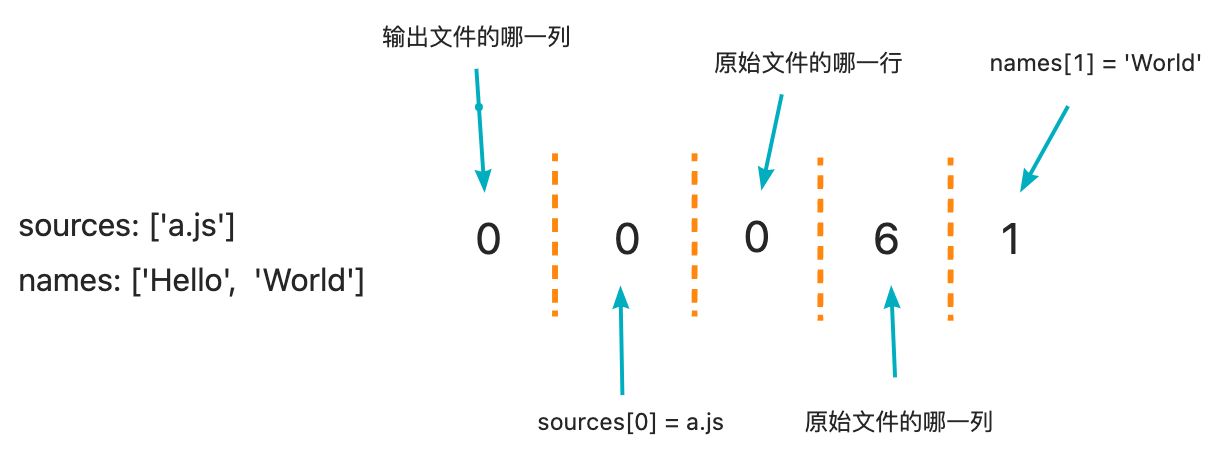 输出文件的哪一列
原始文件的哪一行
names[1] = 'World'
sources: ['a.js']
names: ['Hello', 'World']
0 0 0 6 1
sources[0] = a.js
原始文件的哪一列